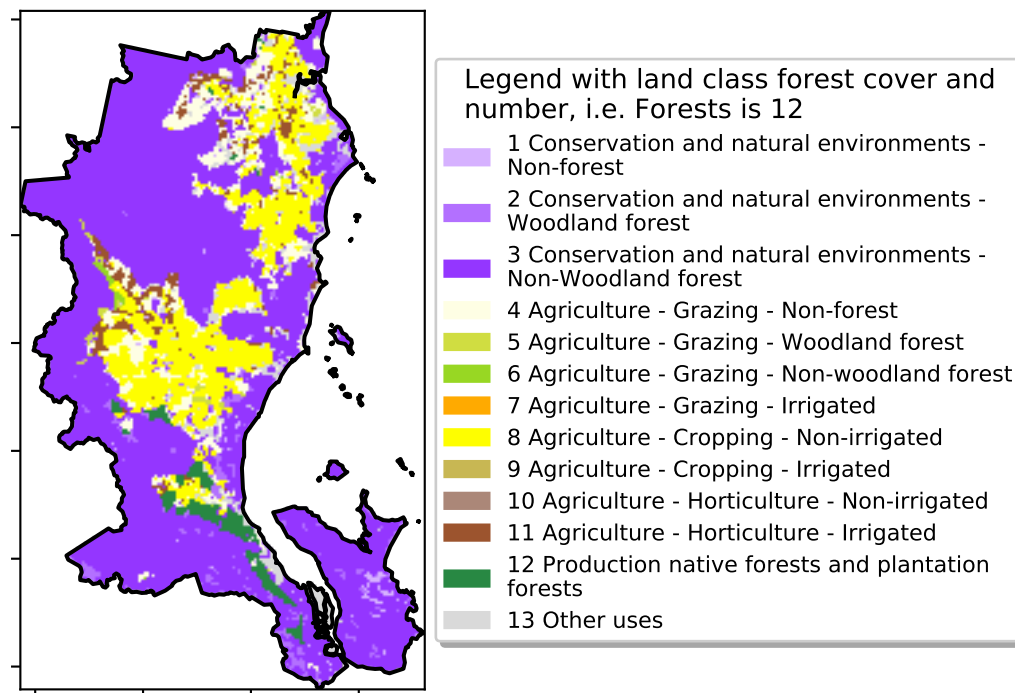 Legend with land class forest cover and
number, i.e. Forests is 12
1 Conservation and natural environments -
Non-forest
2 Conservation and natural environments -
Woodland forest
3 Conservation and natural environments -
Non-Woodland forest
4 Agriculture - Grazing - Non-forest
5 Agriculture - Grazing - Woodland forest
6 Agriculture - Grazing - Non-woodland forest
7 Agriculture - Grazing - Irrigated
8 Agriculture - Cropping - Non-irrigated
9 Agriculture - Cropping - Irrigated
10 Agriculture - Horticulture - Non-irrigated
11 Agriculture - Horticulture - Irrigated
12 Production native forests and plantation
forests
13 Other uses